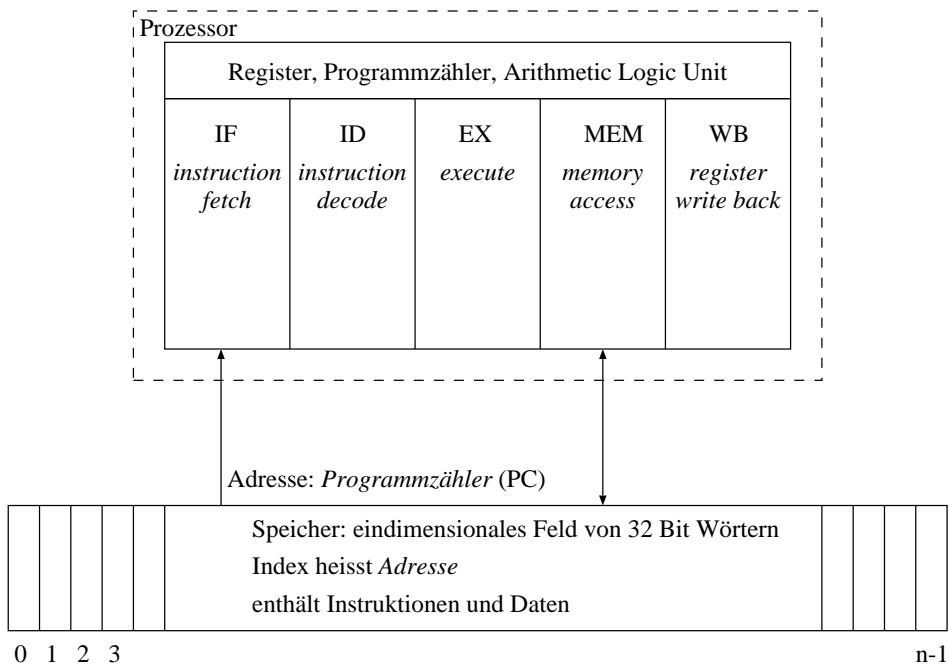 Prozessor
Register, Programmzähler, Arithmetic Logic Unit
IF ID EX MEM WB
instruction instruction execute memory register
fetch decode access write back
Adresse: Programmzähler (PC)
Speicher: eindimensionales Feld von 32 Bit Wörtern
Index heisst Adresse
enthält Instruktionen und Daten
0 1 2 3 n-1